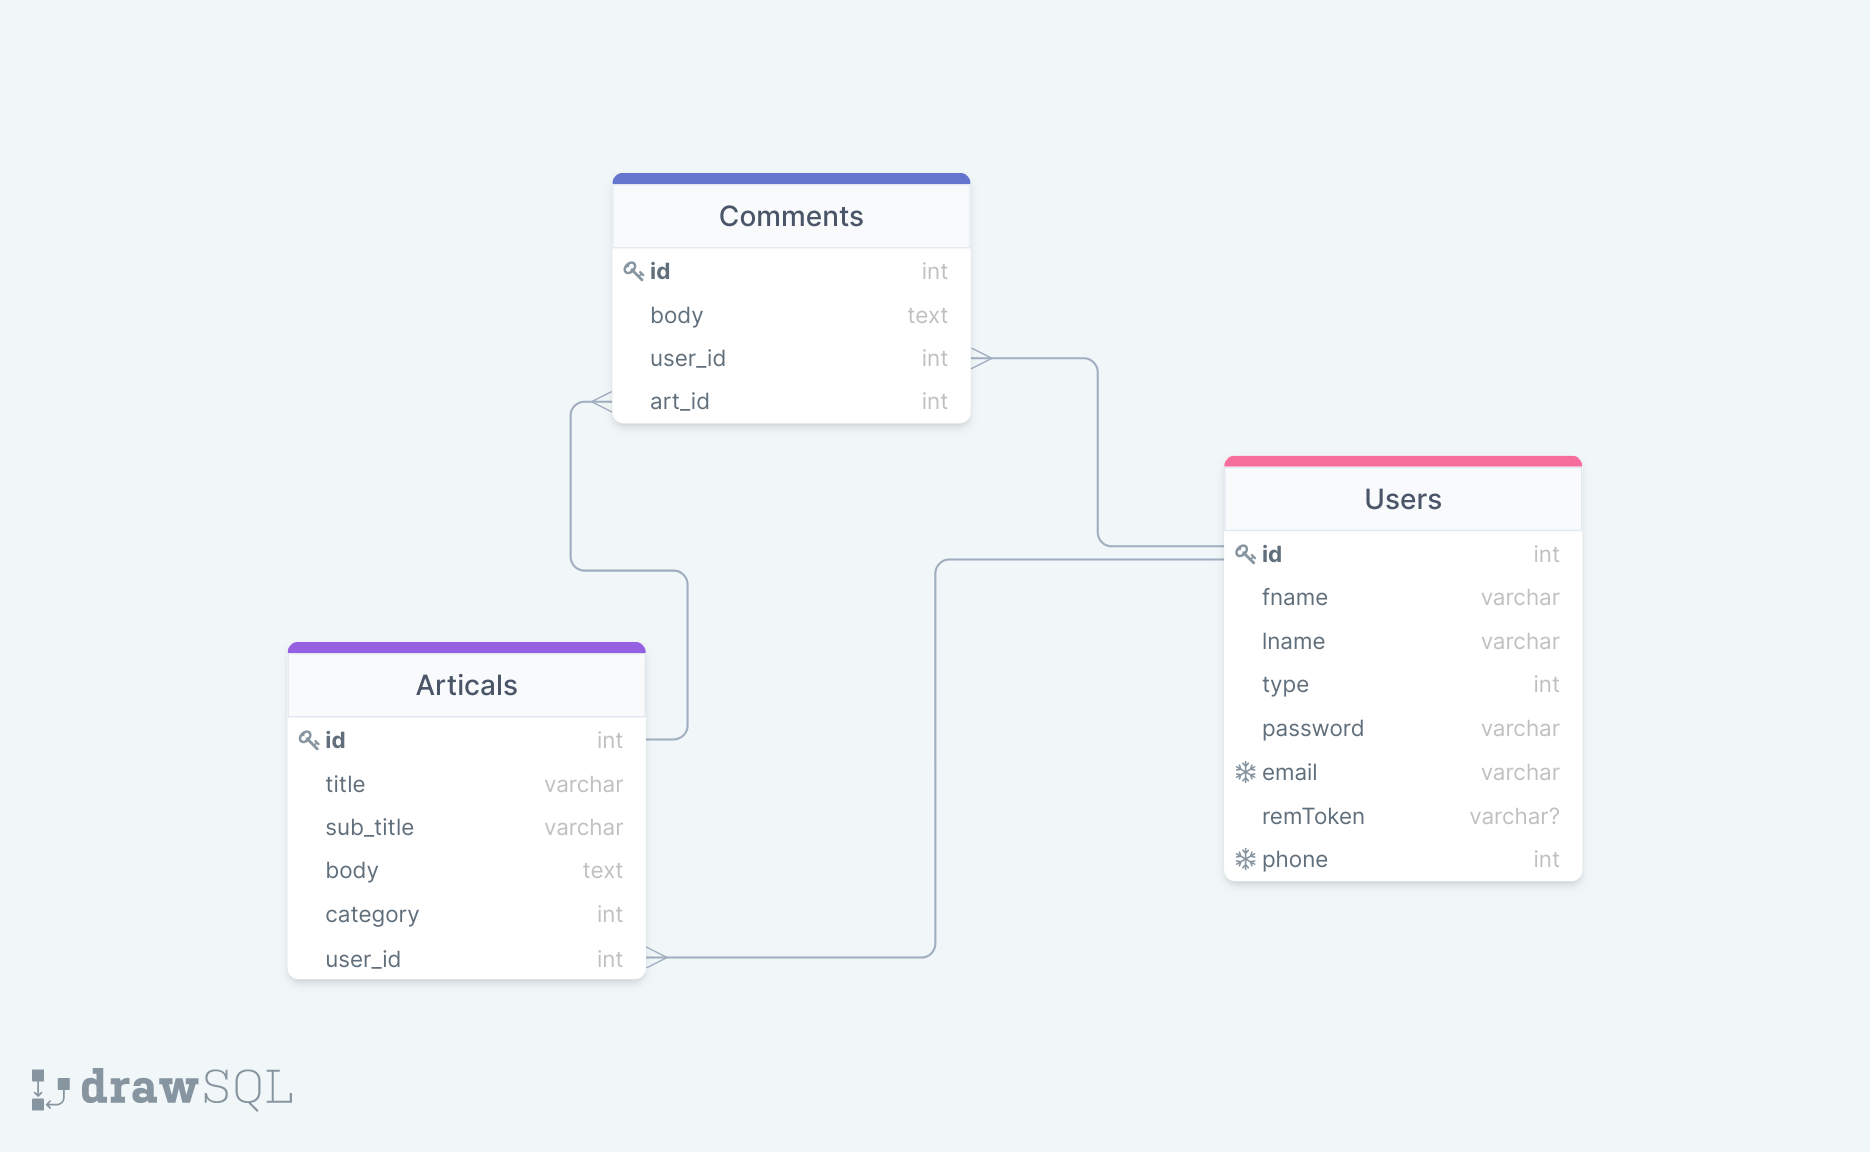 Comments
id int
body text
user_id int
art_id int
Users
id int
fname varchar
lname varchar
type int
password varchar
email varchar
remToken varchar?
phone int
Articals
id int
title varchar
sub_title varchar
body text
category int
user_id int
drawSQL